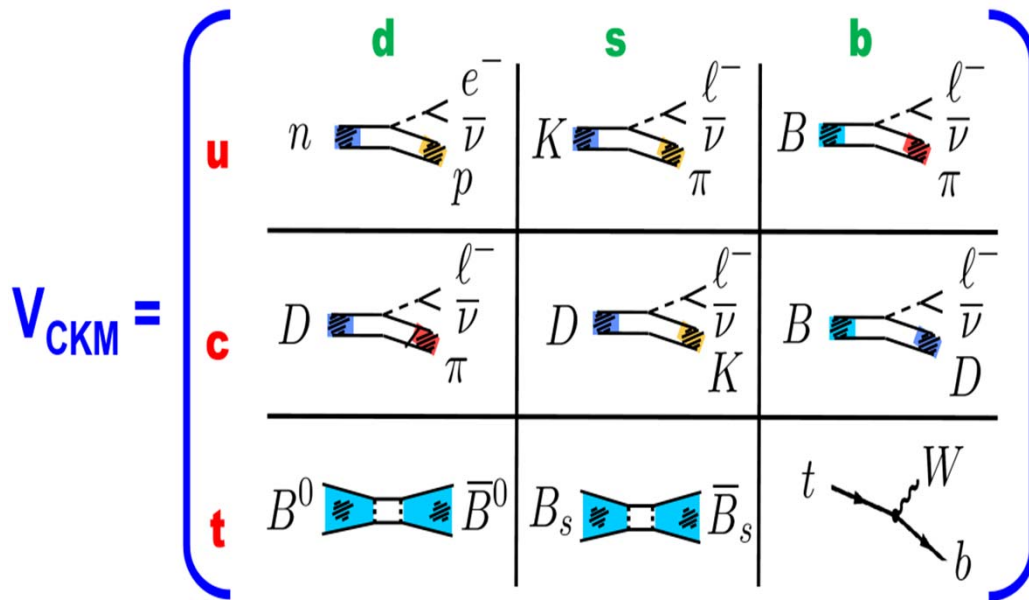 d s b
u
n e⁻ ν̄ p
K ℓ⁻ ν̄ π
B ℓ⁻ ν̄ π
V_CKM =
c
D ℓ⁻ ν̄ π
D ℓ⁻ ν̄ K
B ℓ⁻ ν̄ D
t
B⁰ B̄⁰
B_s B̄_s
t W b